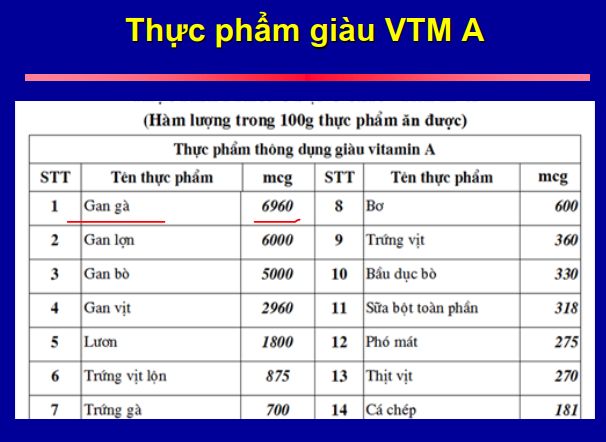 Thực phẩm giàu VTM A
(Hàm lượng trong 100g thực phẩm ăn được)
Thực phẩm thông dụng giàu vitamin A
STT Tên thực phẩm mcg STT Tên thực phẩm mcg
1 Gan gà 6960 8 Bơ 600
2 Gan lợn 6000 9 Trứng vịt 360
3 Gan bò 5000 10 Bầu dục bò 330
4 Gan vịt 2960 11 Sữa bột toàn phần 318
5 Lươn 1800 12 Phó mát 275
6 Trứng vịt lộn 875 13 Thịt vịt 270
7 Trứng gà 700 14 Cá chép 181